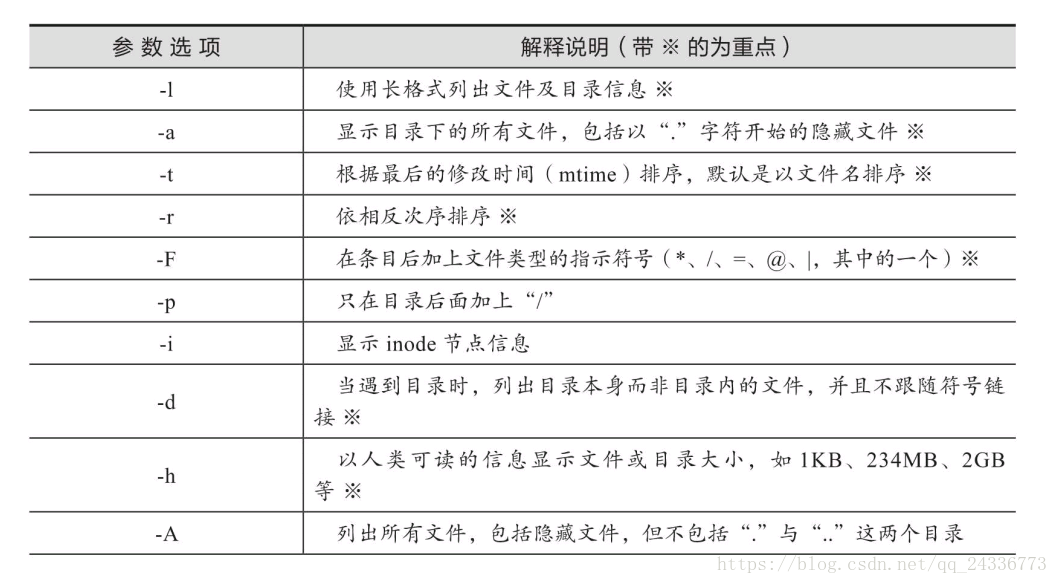 参 数 选 项 解释说明（带 ※ 的为重点）
-l 使用长格式列出文件及目录信息 ※
-a 显示目录下的所有文件，包括以“.”字符开始的隐藏文件 ※
-t 根据最后的修改时间（mtime）排序，默认是以文件名排序 ※
-r 依相反次序排序 ※
-F 在条目后加上文件类型的指示符号（*、/、=、@、|，其中的一个）※
-p 只在目录后面加上“/”
-i 显示 inode 节点信息
-d 当遇到目录时，列出目录本身而非目录内的文件，并且不跟随符号链
接 ※
-h 以人类可读的信息显示文件或目录大小，如 1KB、234MB、2GB
等 ※
-A 列出所有文件，包括隐藏文件，但不包括“.”与“..”这两个目录
https://blog.csdn.net/qq_24336773